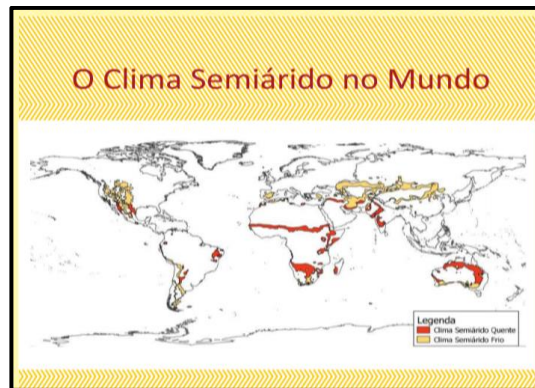 O Clima Semiárido no Mundo
Legenda
Clima Semiárido Quente
Clima Semiárido Frio